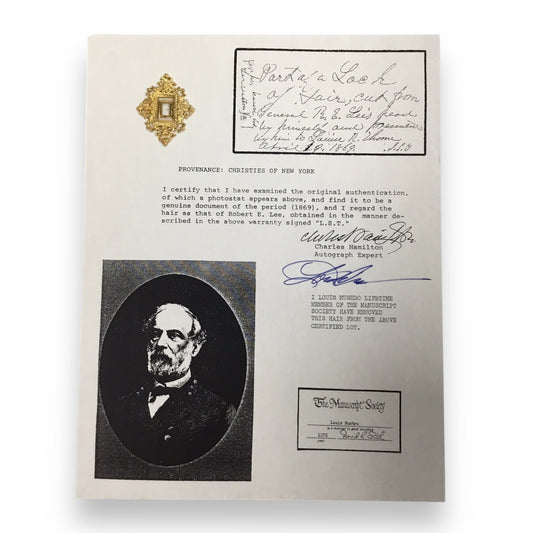 Part of a Lock
of Hair, cut from
General R. E. Lee's head
by himself and presented
by him to
April 1869. L.S.T
PROVENANCE: CHRISTIES OF NEW YORK
I certify that I have examined the original authentication,
of which a photostat appears above, and find it to be a
genuine document of the period (1869), and I regard the
hair as that of Robert E. Lee, obtained in the manner de-
scribed in the above warranty signed "L.S.T."
Charles Hamilton
Autograph Expert
I LOUIS MUSHRO LIFETIME
MEMBER OF THE MANUSCRIPT
SOCIETY HAVE REMOVED
THIS HAIR FROM THE ABOVE
CERTIFIED LOT.
The Manuscript Society
Louis Mushro
LIFE